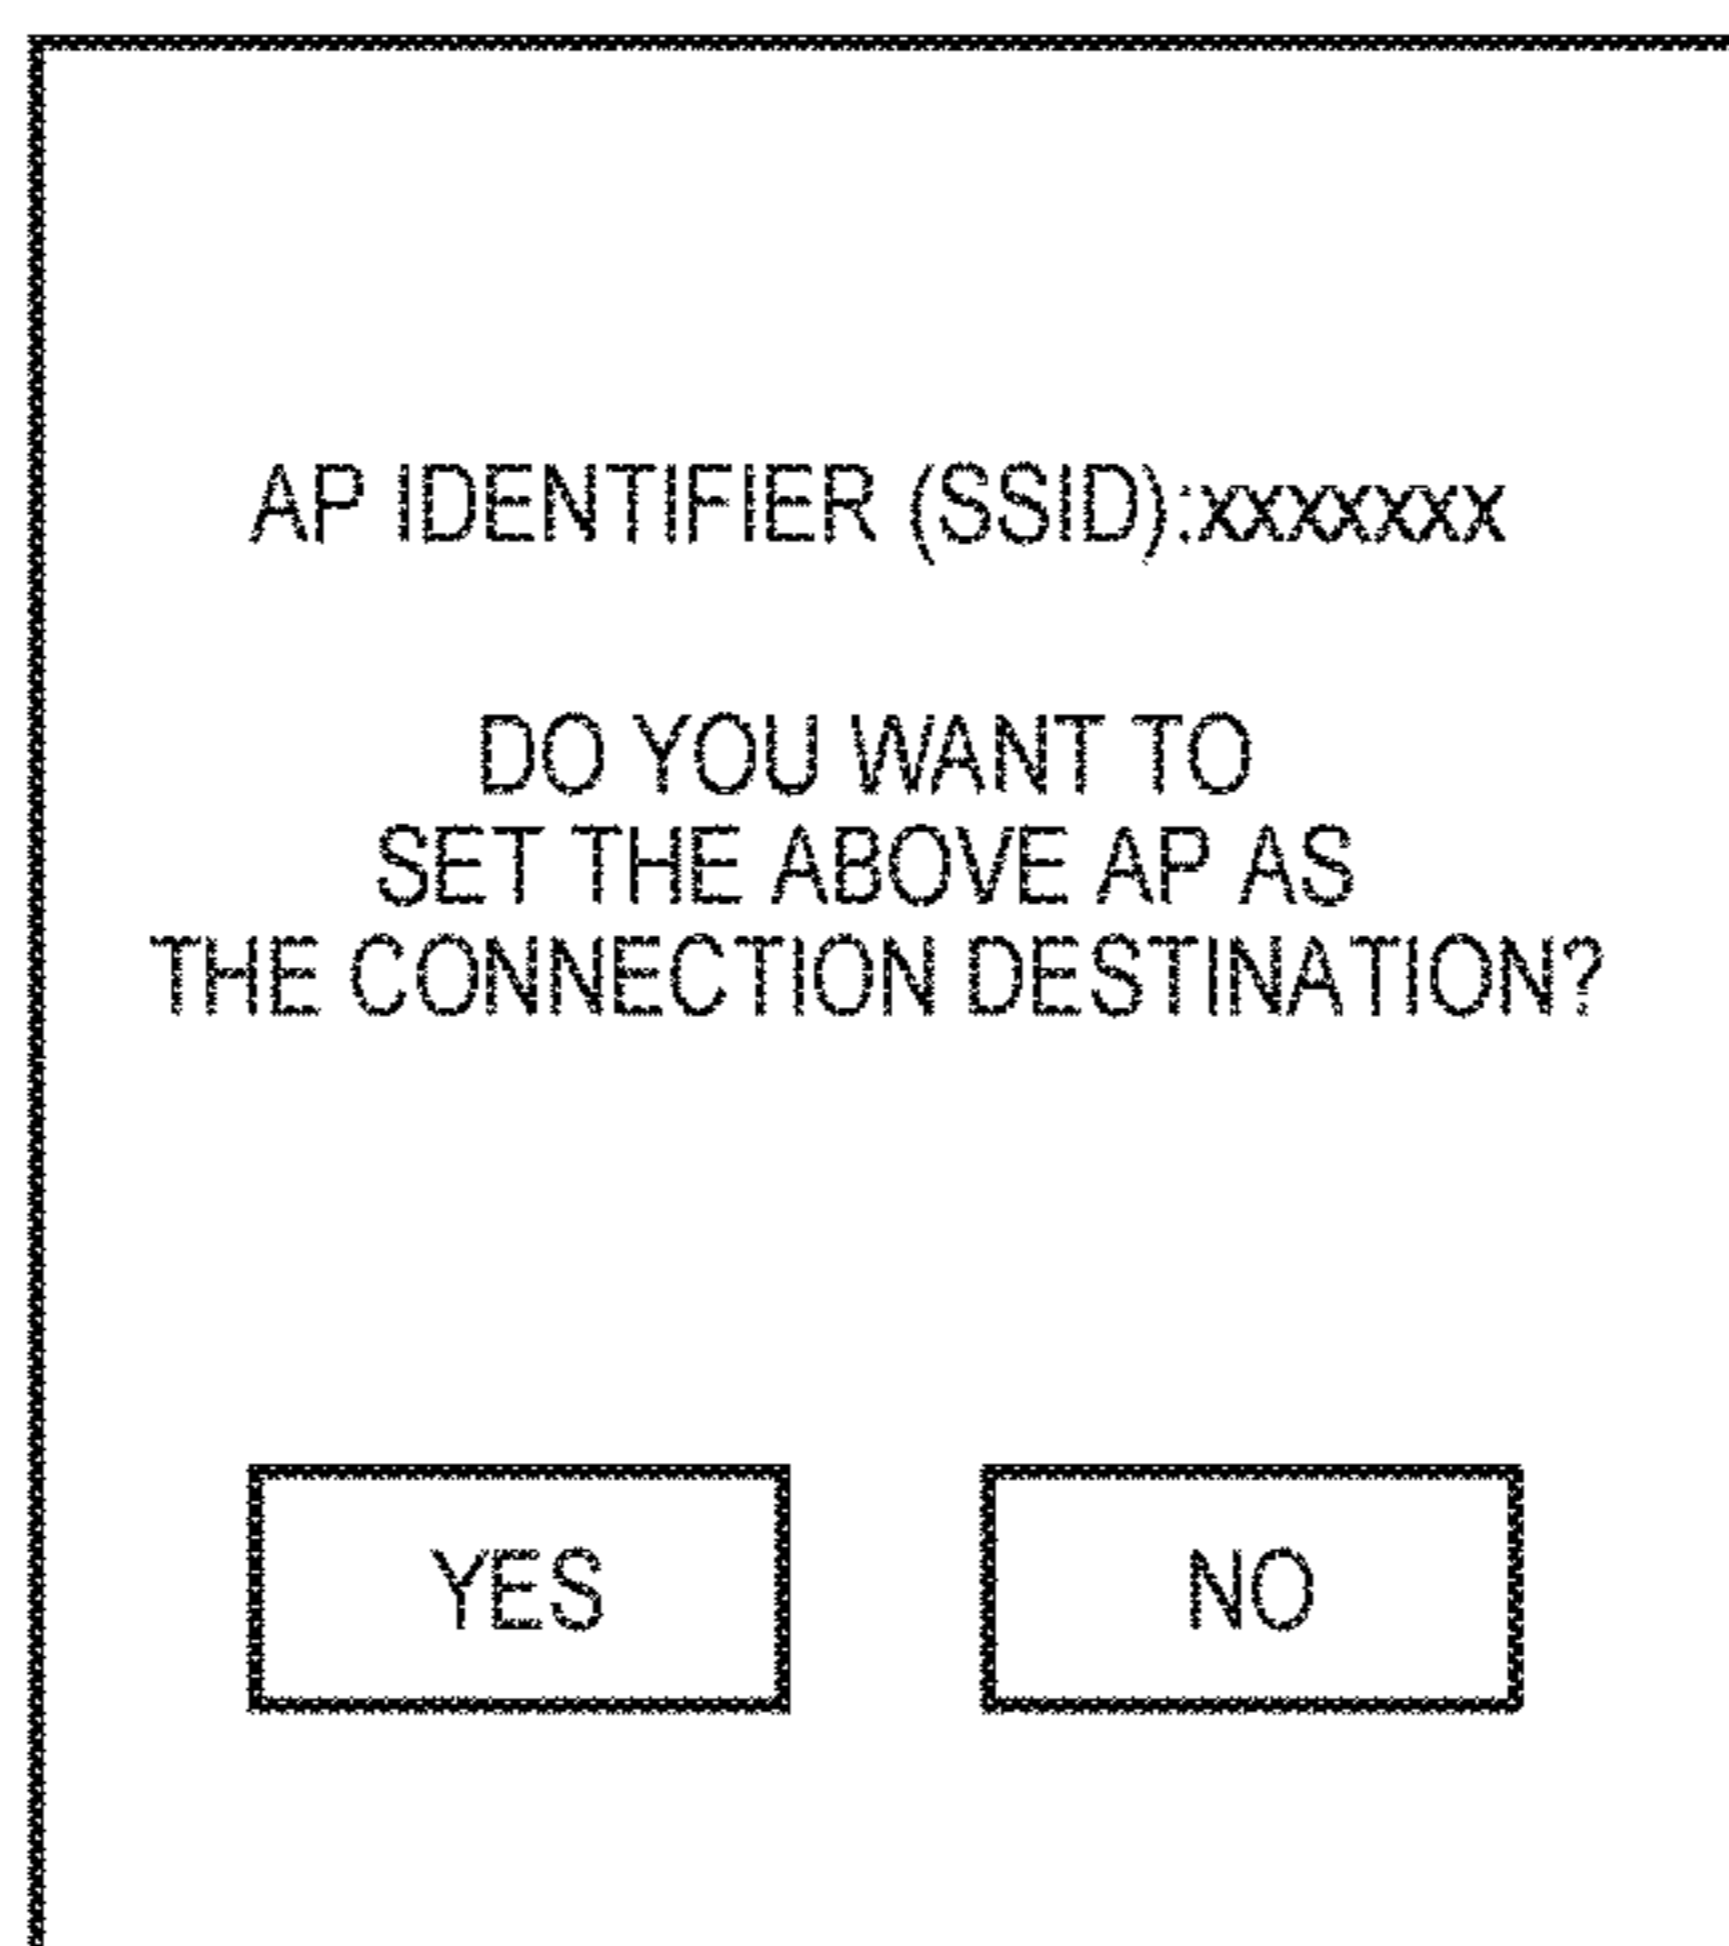 AP IDENTIFIER (SSID):xxxxxxx
DO YOU WANT TO
SET THE ABOVE AP AS
THE CONNECTION DESTINATION?
YES
NO